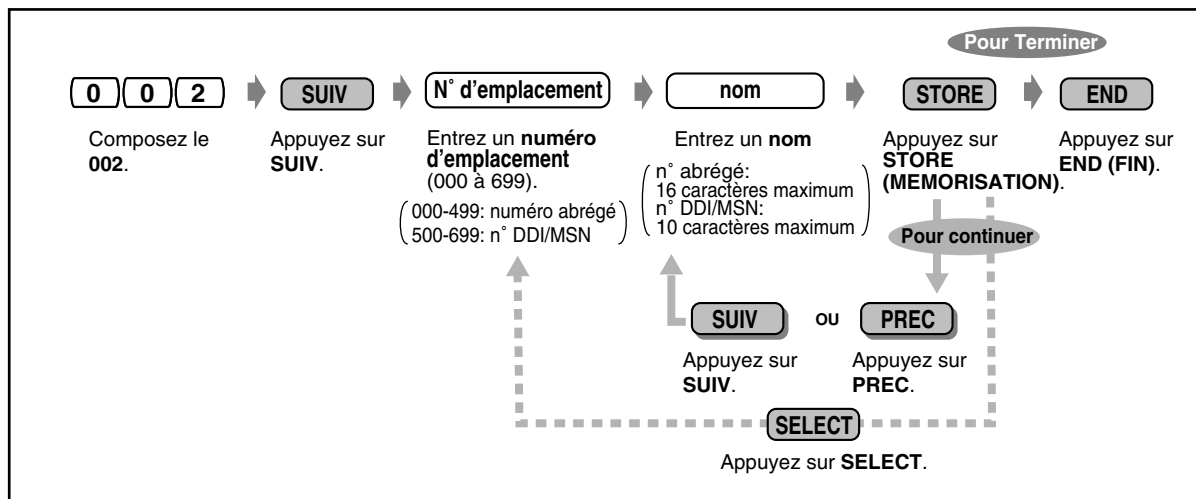 Pour Terminer
0 0 2
SUIV
N° d'emplacement
nom
STORE
END
Composez le
002.
Appuyez sur
SUIV.
Entrez un numéro
d'emplacement
(000 à 699).
000-499: numéro abrégé
500-699: n° DDI/MSN
Entrez un nom
n° abrégé:
16 caractères maximum
n° DDI/MSN:
10 caractères maximum
Appuyez sur
STORE
(MEMORISATION).
Appuyez sur
END (FIN).
Pour continuer
SUIV
OU
PREC
Appuyez sur
SUIV.
Appuyez sur
PREC.
SELECT
Appuyez sur SELECT.